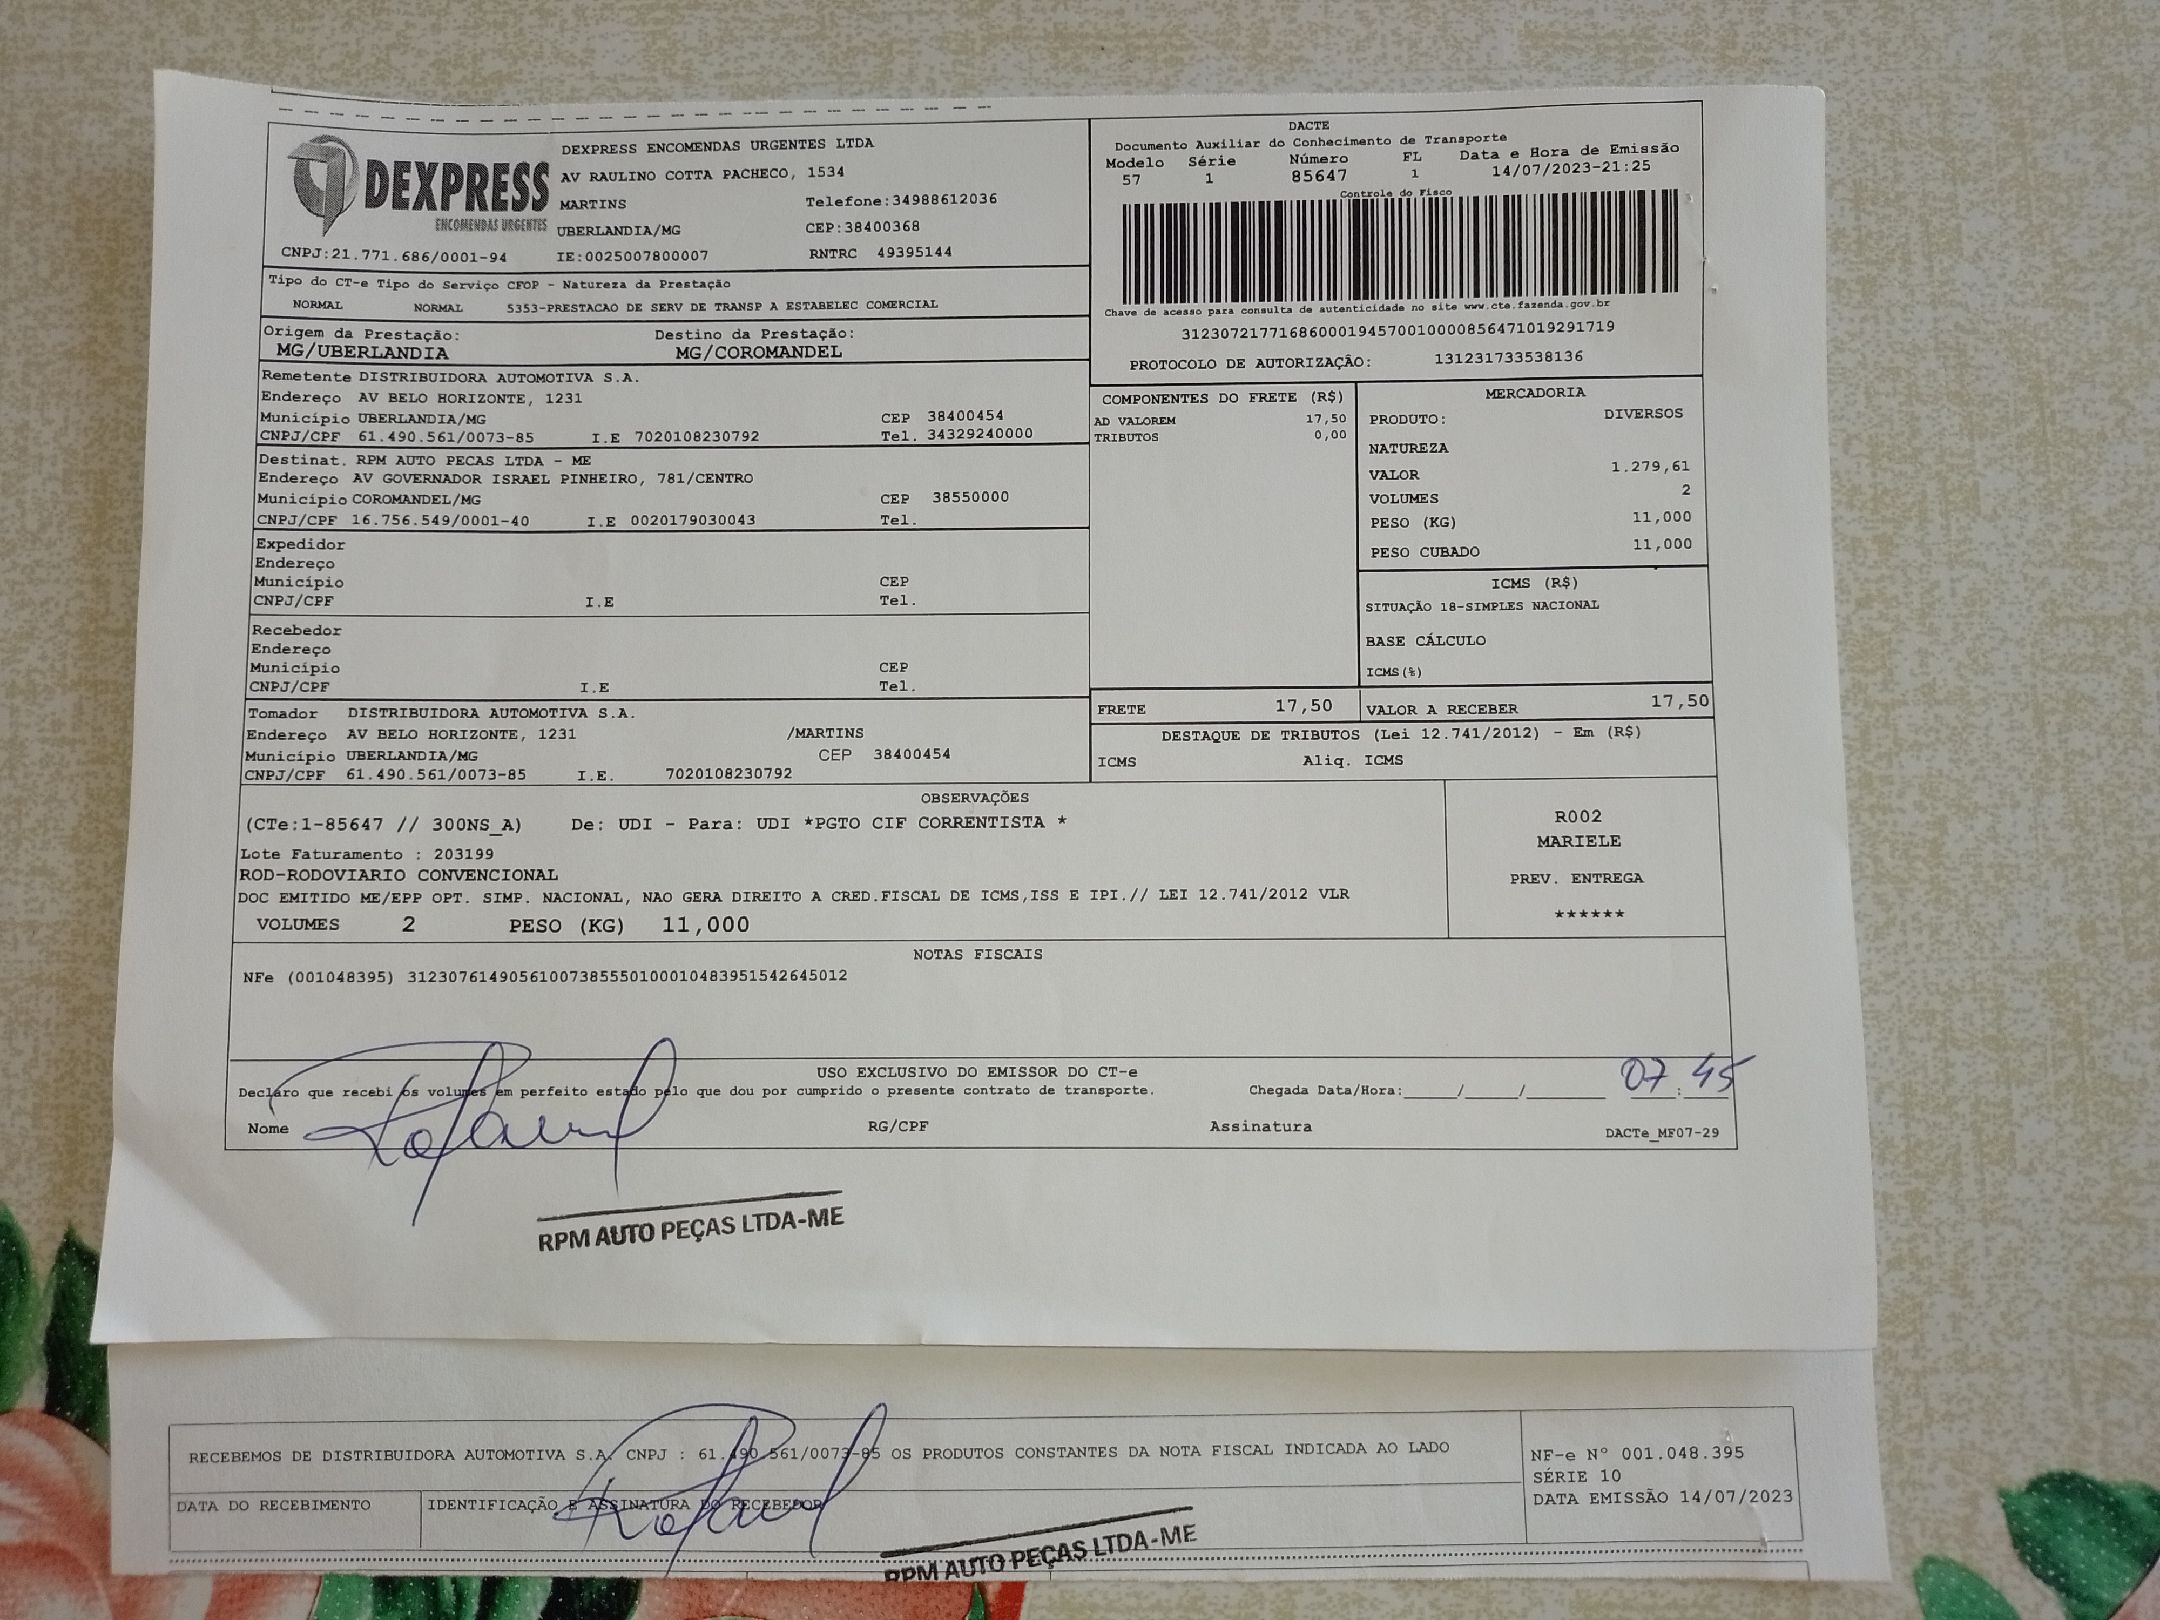 DEXPRESS
ENCOMENDAS URGENTES
DEXPRESS ENCOMENDAS URGENTES LTDA
AV RAULINO COTTA PACHECO, 1534
MARTINS Telefone:34988612036
UBERLANDIA/MG CEP:38400368
CNPJ:21.771.686/0001-94 IE:0025007800007 RNTRC 49395144
DACTE
Documento Auxiliar do Conhecimento de Transporte
Modelo Série Número FL Data e Hora de Emissão
57 1 85647 1 14/07/2023-21:25
Controle do Fisco
Chave de acesso para consulta de autenticidade no site www.cte.fazenda.gov.br
31230721771686000194570010000856471019291719
PROTOCOLO DE AUTORIZAÇÃO: 131231733538136
Tipo do CT-e Tipo do Serviço CFOP - Natureza da Prestação
NORMAL NORMAL 5353-PRESTACAO DE SERV DE TRANSP A ESTABELEC COMERCIAL
Origem da Prestação: Destino da Prestação:
MG/UBERLANDIA MG/COROMANDEL
Remetente DISTRIBUIDORA AUTOMOTIVA S.A.
Endereço AV BELO HORIZONTE, 1231
Município UBERLANDIA/MG CEP 38400454
CNPJ/CPF 61.490.561/0073-85 I.E 7020108230792 Tel. 34329240000
Destinat. RPM AUTO PECAS LTDA - ME
Endereço AV GOVERNADOR ISRAEL PINHEIRO, 781/CENTRO
Município COROMANDEL/MG CEP 38550000
CNPJ/CPF 16.756.549/0001-40 I.E 0020179030043 Tel.
Expedidor
Endereço
Município CEP
CNPJ/CPF I.E Tel.
Recebedor
Endereço
Município CEP
CNPJ/CPF I.E Tel.
Tomador DISTRIBUIDORA AUTOMOTIVA S.A.
Endereço AV BELO HORIZONTE, 1231 /MARTINS
Município UBERLANDIA/MG CEP 38400454
CNPJ/CPF 61.490.561/0073-85 I.E. 7020108230792
COMPONENTES DO FRETE (R$)
AD VALOREM 17,50
TRIBUTOS 0,00
MERCADORIA
PRODUTO: DIVERSOS
NATUREZA
VALOR 1.279,61
VOLUMES 2
PESO (KG) 11,000
PESO CUBADO 11,000
ICMS (R$)
SITUAÇÃO 18-SIMPLES NACIONAL
BASE CÁLCULO
ICMS(%)
FRETE 17,50 VALOR A RECEBER 17,50
DESTAQUE DE TRIBUTOS (Lei 12.741/2012) - Em (R$)
ICMS Aliq. ICMS
OBSERVAÇÕES
(CTe:1-85647 // 300NS_A) De: UDI - Para: UDI *PGTO CIF CORRENTISTA *
Lote Faturamento : 203199
ROD-RODOVIARIO CONVENCIONAL
DOC EMITIDO ME/EPP OPT. SIMP. NACIONAL, NAO GERA DIREITO A CRED.FISCAL DE ICMS,ISS E IPI.// LEI 12.741/2012 VLR
VOLUMES 2 PESO (KG) 11,000
R002
MARIELE
PREV. ENTREGA
******
NOTAS FISCAIS
NFe (001048395) 31230761490561007385550100010483951542645012
USO EXCLUSIVO DO EMISSOR DO CT-e
Declaro que recebi os volumes em perfeito estado pelo que dou por cumprido o presente contrato de transporte. Chegada Data/Hora:_____/_____/_______ 07:45
Nome RG/CPF Assinatura DACTe_MF07-29
RPM AUTO PEÇAS LTDA-ME
RECEBEMOS DE DISTRIBUIDORA AUTOMOTIVA S.A. CNPJ : 61.490.561/0073-85 OS PRODUTOS CONSTANTES DA NOTA FISCAL INDICADA AO LADO
DATA DO RECEBIMENTO IDENTIFICAÇÃO E ASSINATURA DO RECEBEDOR
NF-e Nº 001.048.395
SÉRIE 10
DATA EMISSÃO 14/07/2023
RPM AUTO PEÇAS LTDA-ME